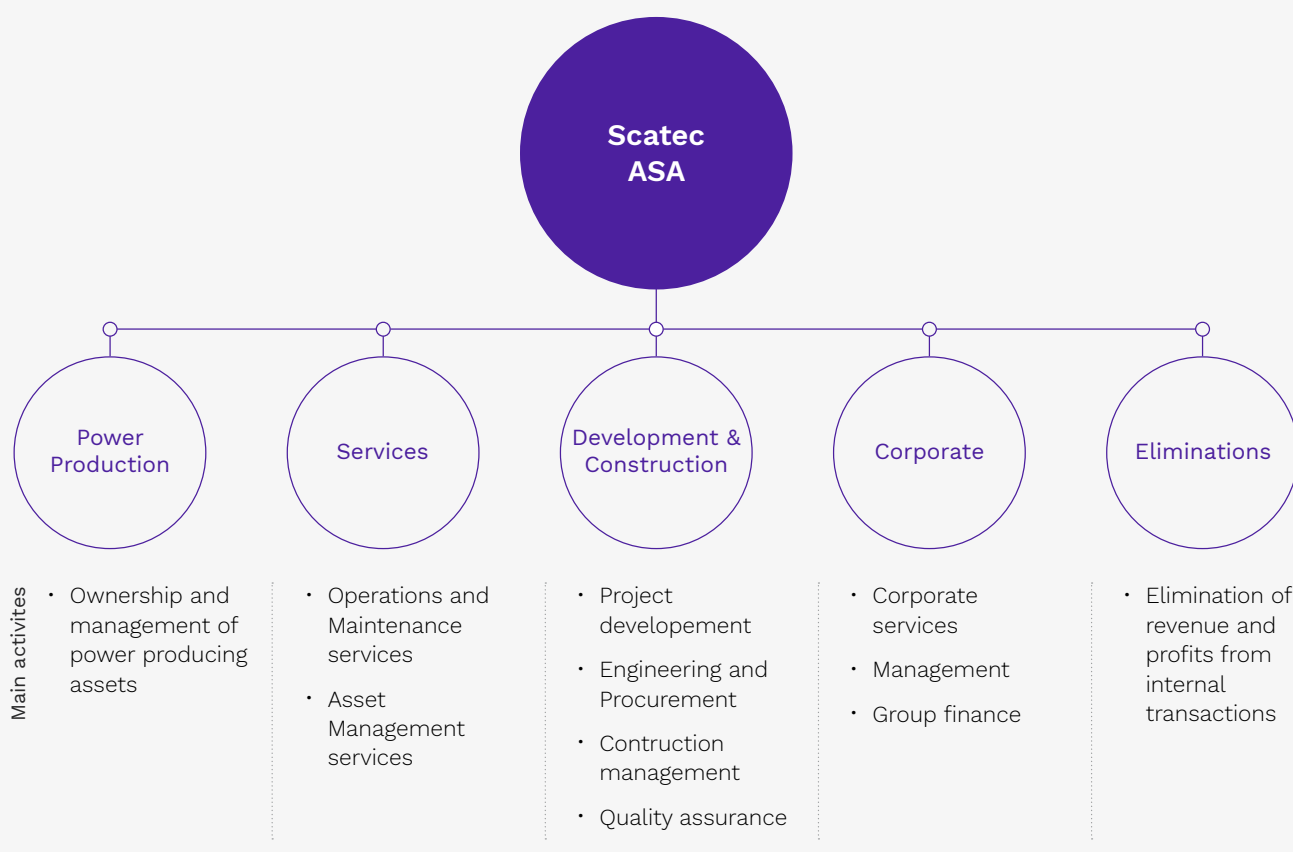 Scatec
ASA
Power
Production
Services
Development &
Construction
Corporate
Eliminations
Main activites
• Ownership and
management of
power producing
assets
• Operations and
Maintenance
services
• Asset
Management
services
• Project
developement
• Engineering and
Procurement
• Contruction
management
• Quality assurance
• Corporate
services
• Management
• Group finance
• Elimination of
revenue and
profits from
internal
transactions